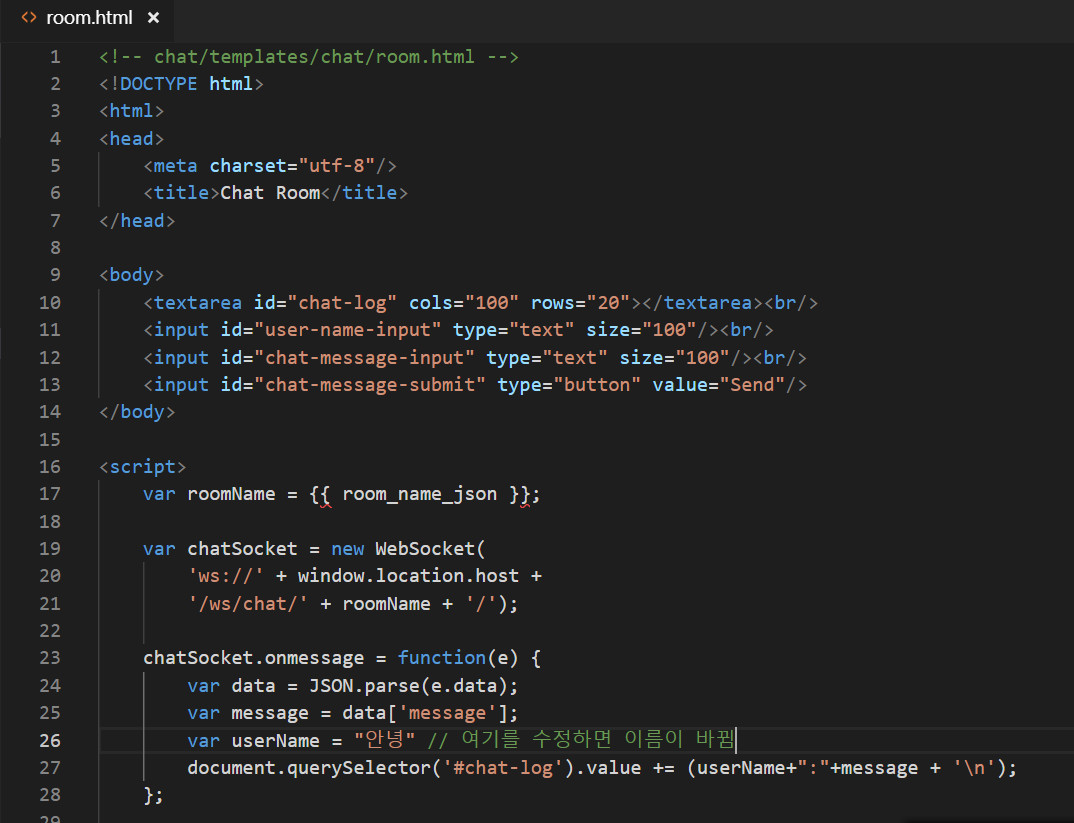 room.html ×
1 <!-- chat/templates/chat/room.html -->
2 <!DOCTYPE html>
3 <html>
4 <head>
5     <meta charset="utf-8"/>
6     <title>Chat Room</title>
7 </head>
8
9 <body>
10     <textarea id="chat-log" cols="100" rows="20"></textarea><br/>
11     <input id="user-name-input" type="text" size="100"/><br/>
12     <input id="chat-message-input" type="text" size="100"/><br/>
13     <input id="chat-message-submit" type="button" value="Send"/>
14 </body>
15
16 <script>
17     var roomName = {{ room_name_json }};
18
19     var chatSocket = new WebSocket(
20         'ws://' + window.location.host +
21         '/ws/chat/' + roomName + '/');
22
23     chatSocket.onmessage = function(e) {
24         var data = JSON.parse(e.data);
25         var message = data['message'];
26         var userName = "안녕" // 여기를 수정하면 이름이 바뀜
27         document.querySelector('#chat-log').value += (userName+":"+message + '\n');
28     };
29